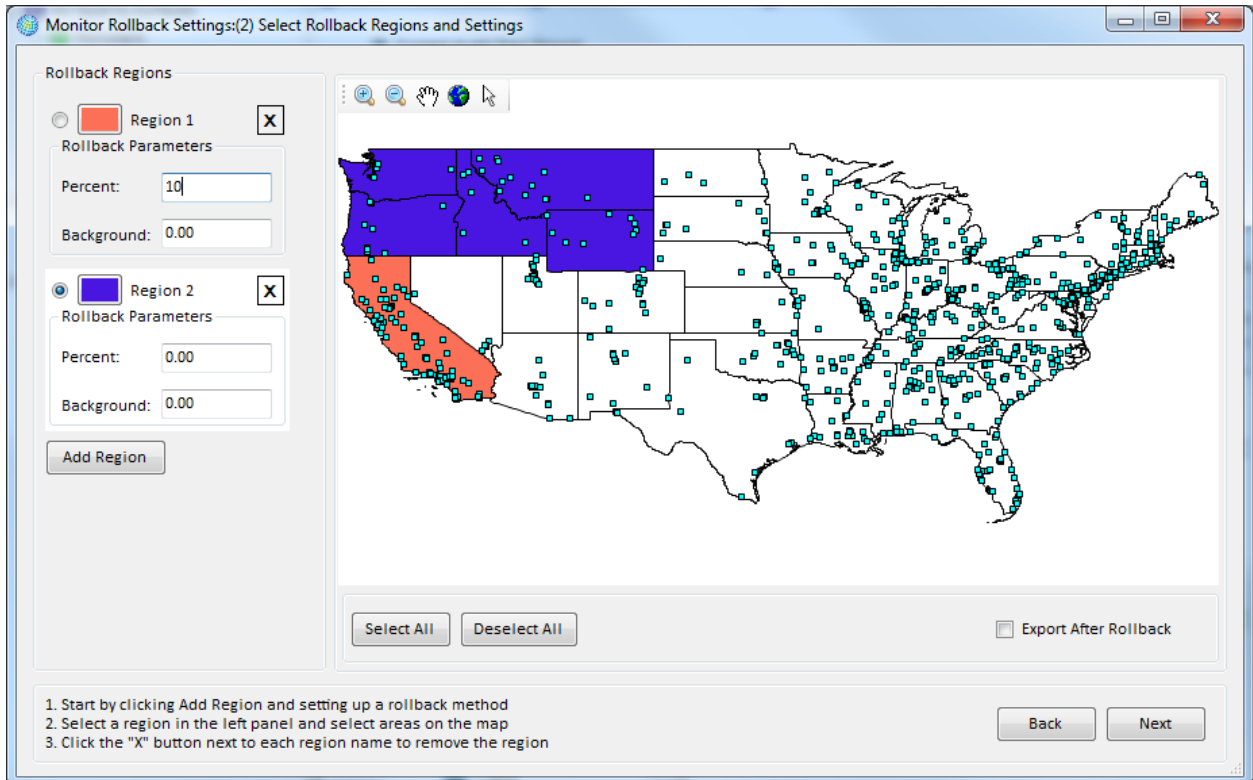 Monitor Rollback Settings:(2) Select Rollback Regions and Settings
Rollback Regions
Region 1
X
Rollback Parameters
Percent:
10
Background:
0.00
Region 2
X
Rollback Parameters
Percent:
0.00
Background:
0.00
Add Region
Select All
Deselect All
Export After Rollback
1. Start by clicking Add Region and setting up a rollback method
2. Select a region in the left panel and select areas on the map
3. Click the "X" button next to each region name to remove the region
Back
Next